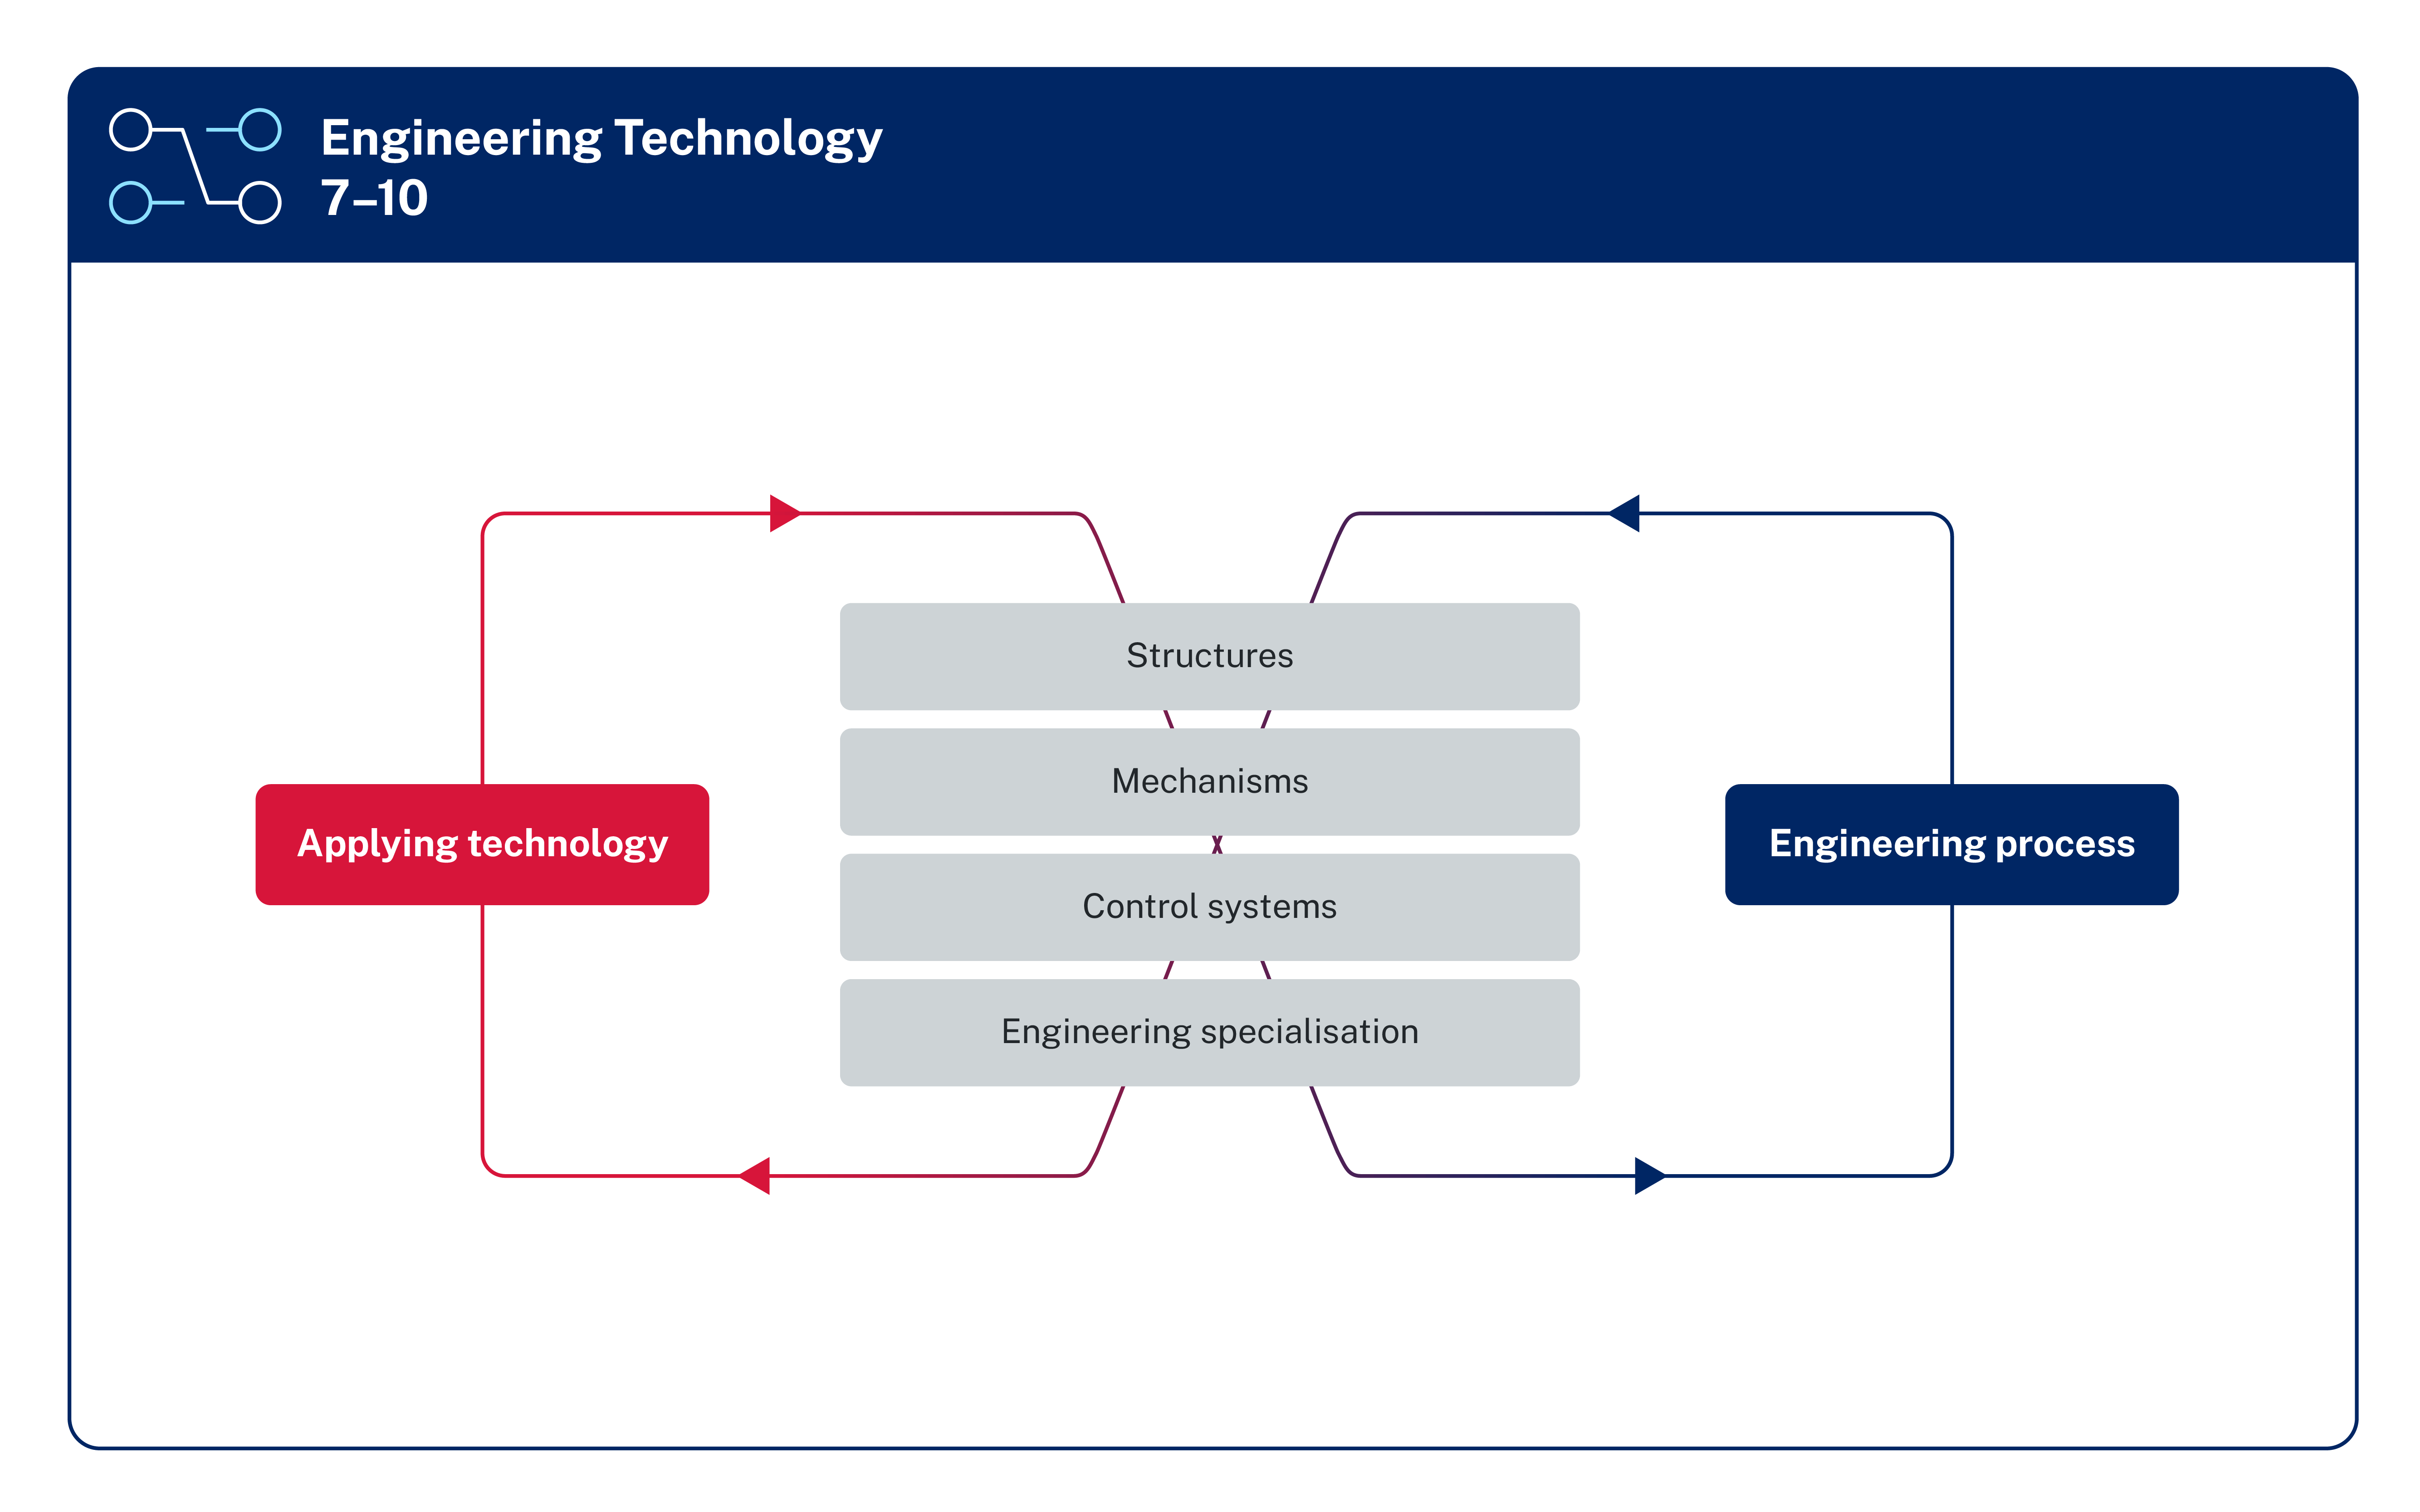 Engineering Technology
7–10
Structures
Mechanisms
Applying technology
Engineering process
Control systems
Engineering specialisation